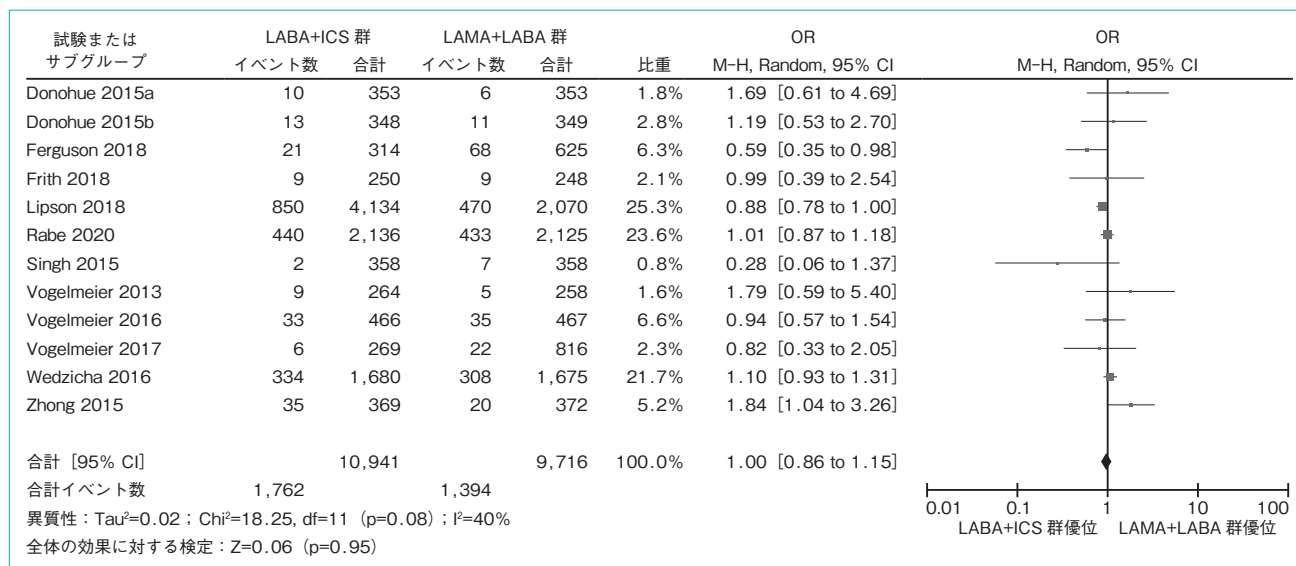 試験または LABA+ICS 群 LAMA+LABA 群 OR OR
サブグループ イベント数 合計 イベント数 合計 比重 M-H, Random, 95% CI M-H, Random, 95% CI
Donohue 2015a 10 353 6 353 1.8% 1.69 [0.61 to 4.69]
Donohue 2015b 13 348 11 349 2.8% 1.19 [0.53 to 2.70]
Ferguson 2018 21 314 68 625 6.3% 0.59 [0.35 to 0.98]
Frith 2018 9 250 9 248 2.1% 0.99 [0.39 to 2.54]
Lipson 2018 850 4,134 470 2,070 25.3% 0.88 [0.78 to 1.00]
Rabe 2020 440 2,136 433 2,125 23.6% 1.01 [0.87 to 1.18]
Singh 2015 2 358 7 358 0.8% 0.28 [0.06 to 1.37]
Vogelmeier 2013 9 264 5 258 1.6% 1.79 [0.59 to 5.40]
Vogelmeier 2016 33 466 35 467 6.6% 0.94 [0.57 to 1.54]
Vogelmeier 2017 6 269 22 816 2.3% 0.82 [0.33 to 2.05]
Wedzicha 2016 334 1,680 308 1,675 21.7% 1.10 [0.93 to 1.31]
Zhong 2015 35 369 20 372 5.2% 1.84 [1.04 to 3.26]
合計 [95% CI] 10,941 9,716 100.0% 1.00 [0.86 to 1.15]
合計イベント数 1,762 1,394
異質性：Tau²=0.02；Chi²=18.25, df=11（p=0.08）；I²=40%
全体の効果に対する検定：Z=0.06（p=0.95）
0.01 0.1 1 10 100
LABA+ICS 群優位 LAMA+LABA 群優位